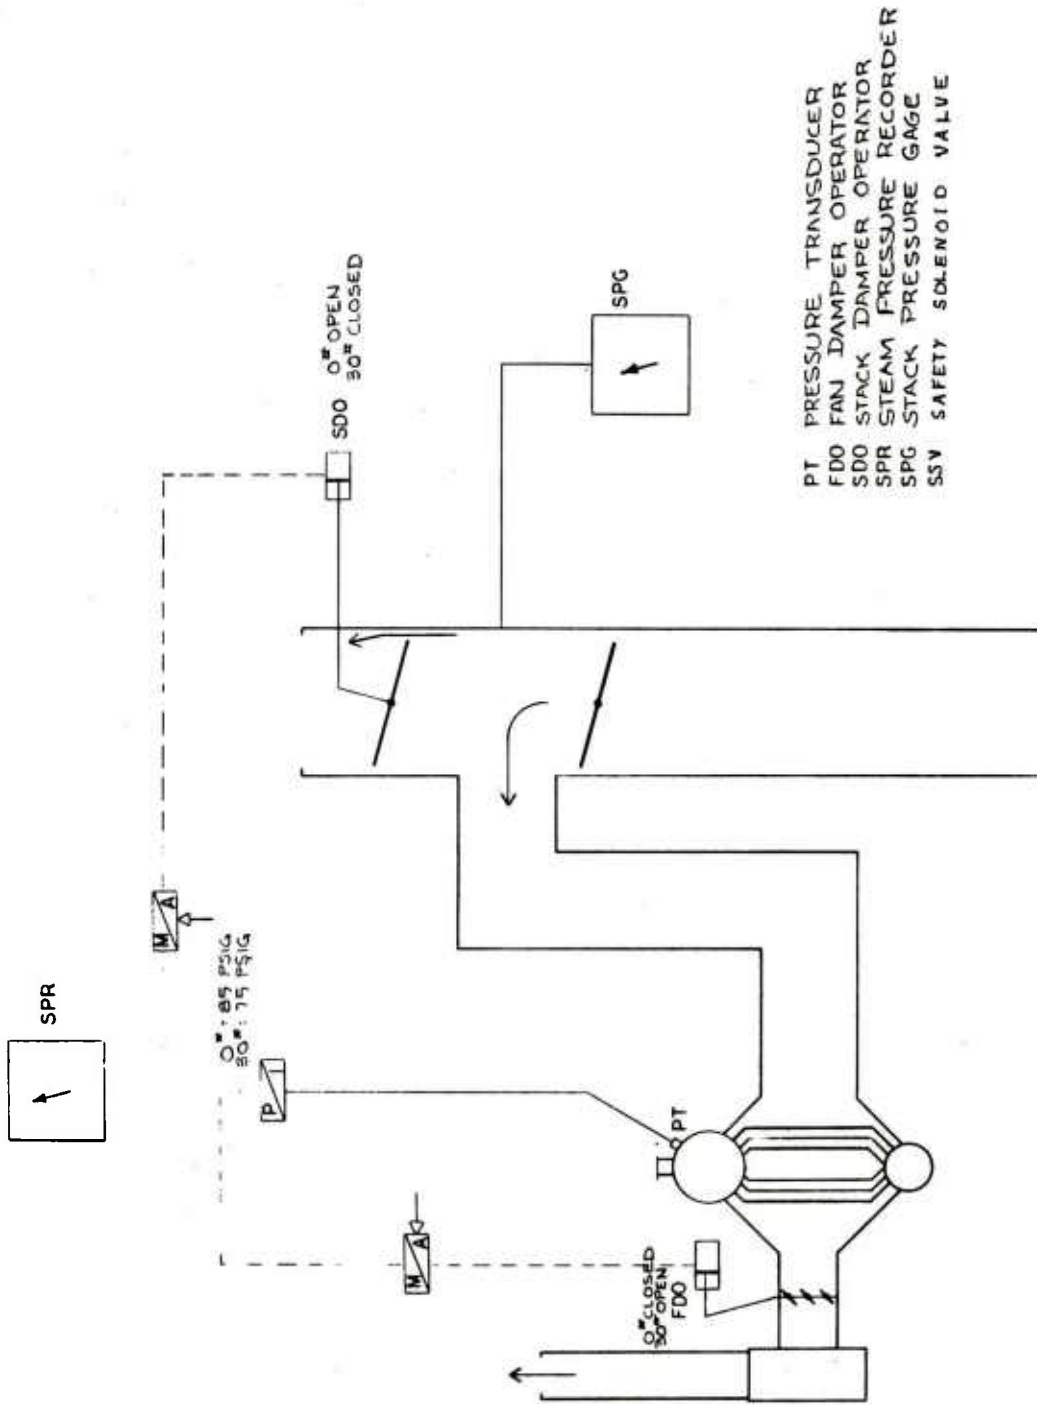 SPR
M A
0# : 85 PSIG
30# : 75 PSIG
P I
M A
SDO 0# OPEN
30# CLOSED
SPG
PT
0# CLOSED
30# OPEN
FDO
PT PRESSURE TRANSDUCER
FDO FAN DAMPER OPERATOR
SDO STACK DAMPER OPERATOR
SPR STEAM PRESSURE RECORDER
SPG STACK PRESSURE GAGE
SSV SAFETY SOLENOID VALVE